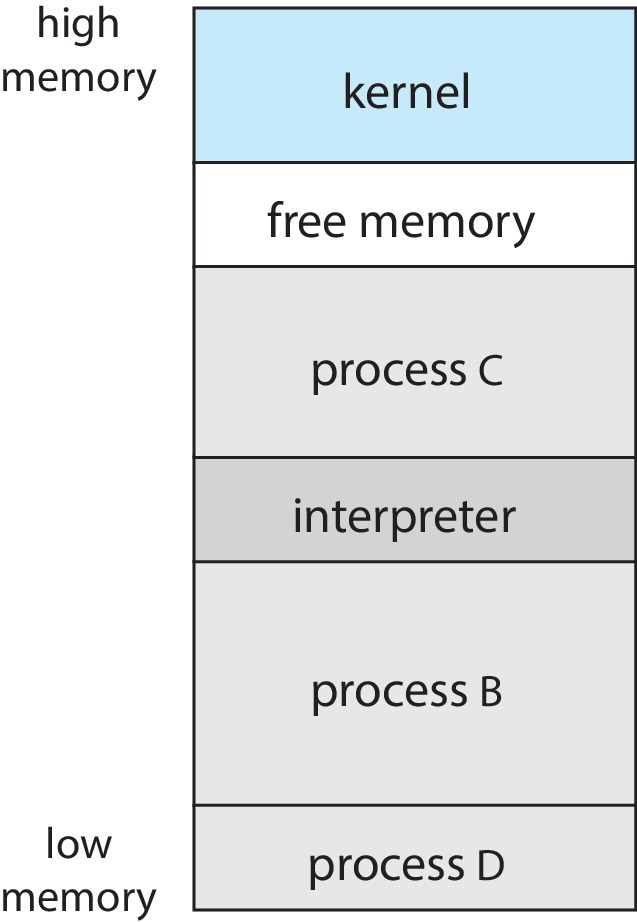 high
memory
kernel
free memory
process C
interpreter
process B
low
memory
process D